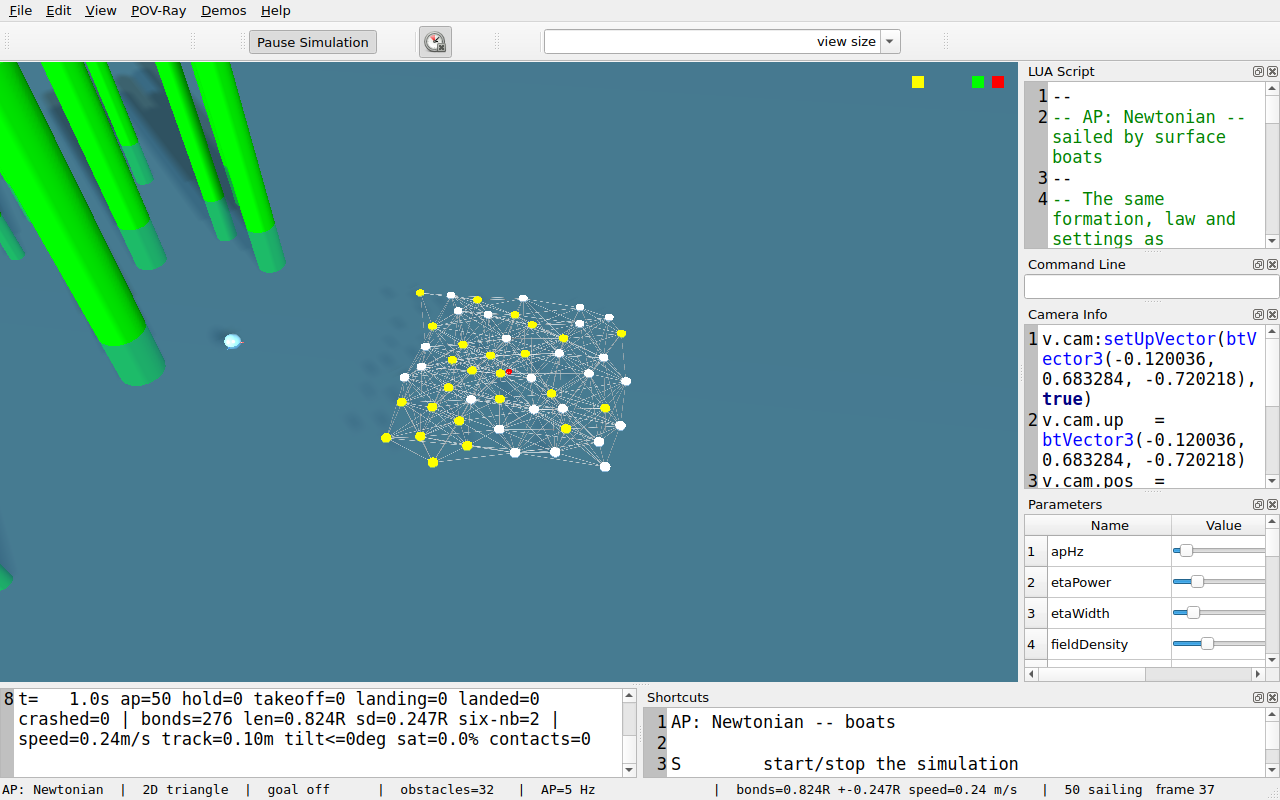 File Edit View POV-Ray Demos Help
Pause Simulation
view size
LUA Script
1 --
2 -- AP: Newtonian --
sailed by surface
boats
3 --
4 -- The same
formation, law and
settings as
Command Line
Camera Info
1 v.cam:setUpVector(btV
ector3(-0.120036,
0.683284, -0.720218),
true)
2 v.cam.up   =
btVector3(-0.120036,
0.683284, -0.720218)
3 v.cam.pos  =
Parameters
Name Value
1 apHz
2 etaPower
3 etaWidth
4 fieldDensity
8 t=   1.0s ap=50 hold=0 takeoff=0 landing=0 landed=0
crashed=0 | bonds=276 len=0.824R sd=0.247R six-nb=2 |
speed=0.24m/s track=0.10m tilt<=0deg sat=0.0% contacts=0
Shortcuts
1 AP: Newtonian -- boats
2
3 S        start/stop the simulation
AP: Newtonian  |  2D triangle  |  goal off     |  obstacles=32   |  AP=5 Hz     |  bonds=0.824R +-0.247R speed=0.24 m/s   |  50 sailing  frame 37